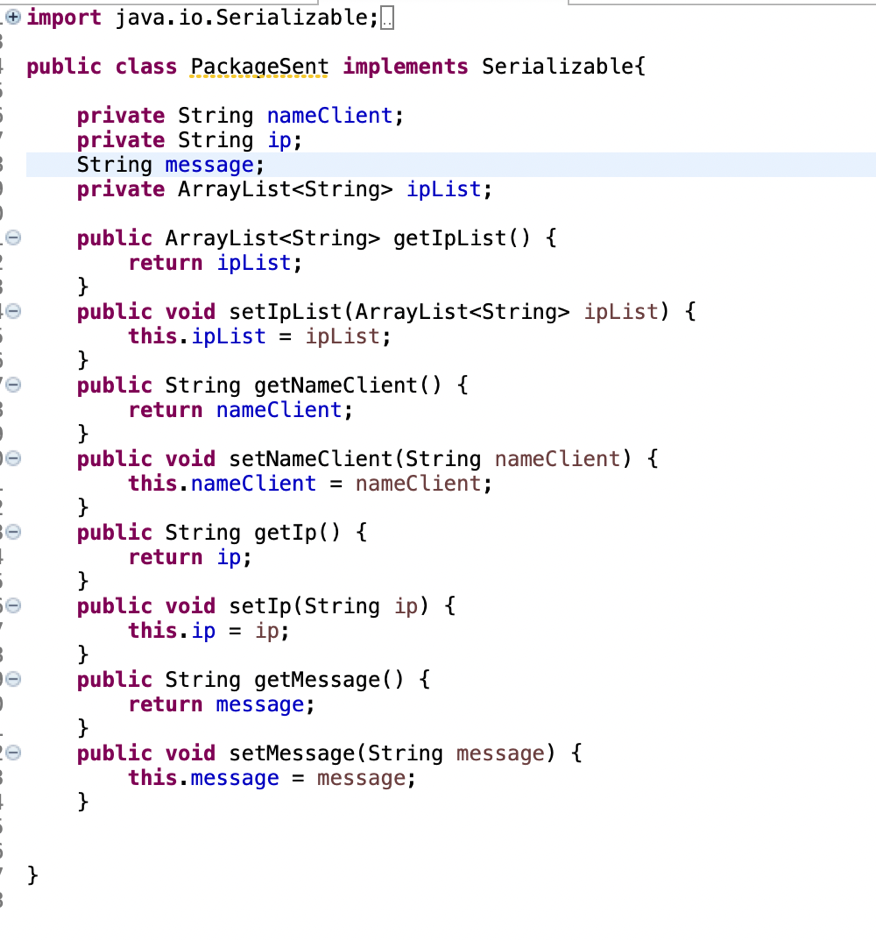 import java.io.Serializable;
public class PackageSent implements Serializable{
private String nameClient;
private String ip;
String message;
private ArrayList<String> ipList;
public ArrayList<String> getIpList() {
return ipList;
}
public void setIpList(ArrayList<String> ipList) {
this.ipList = ipList;
}
public String getNameClient() {
return nameClient;
}
public void setNameClient(String nameClient) {
this.nameClient = nameClient;
}
public String getIp() {
return ip;
}
public void setIp(String ip) {
this.ip = ip;
}
public String getMessage() {
return message;
}
public void setMessage(String message) {
this.message = message;
}
}